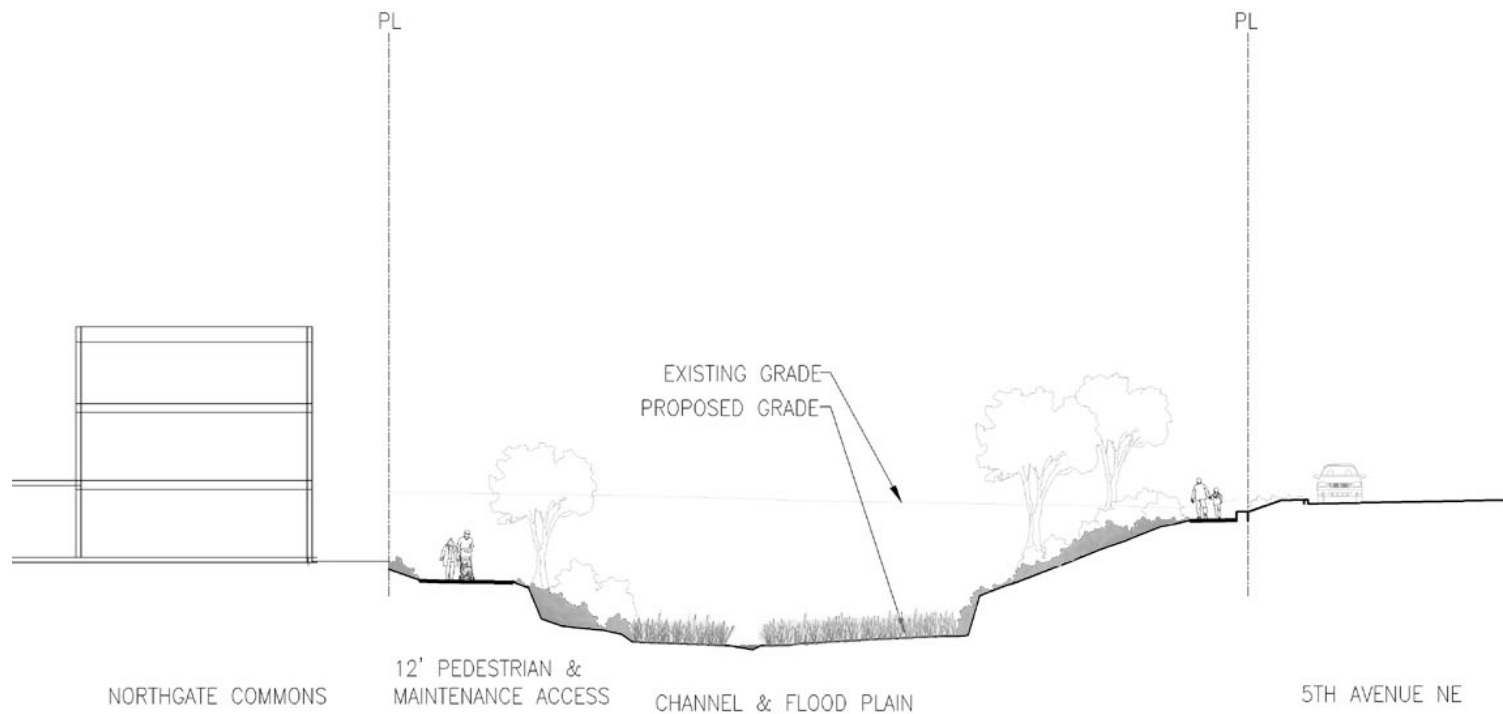 PL
PL
EXISTING GRADE
PROPOSED GRADE
NORTHGATE COMMONS
12' PEDESTRIAN &
MAINTENANCE ACCESS
CHANNEL & FLOOD PLAIN
5TH AVENUE NE